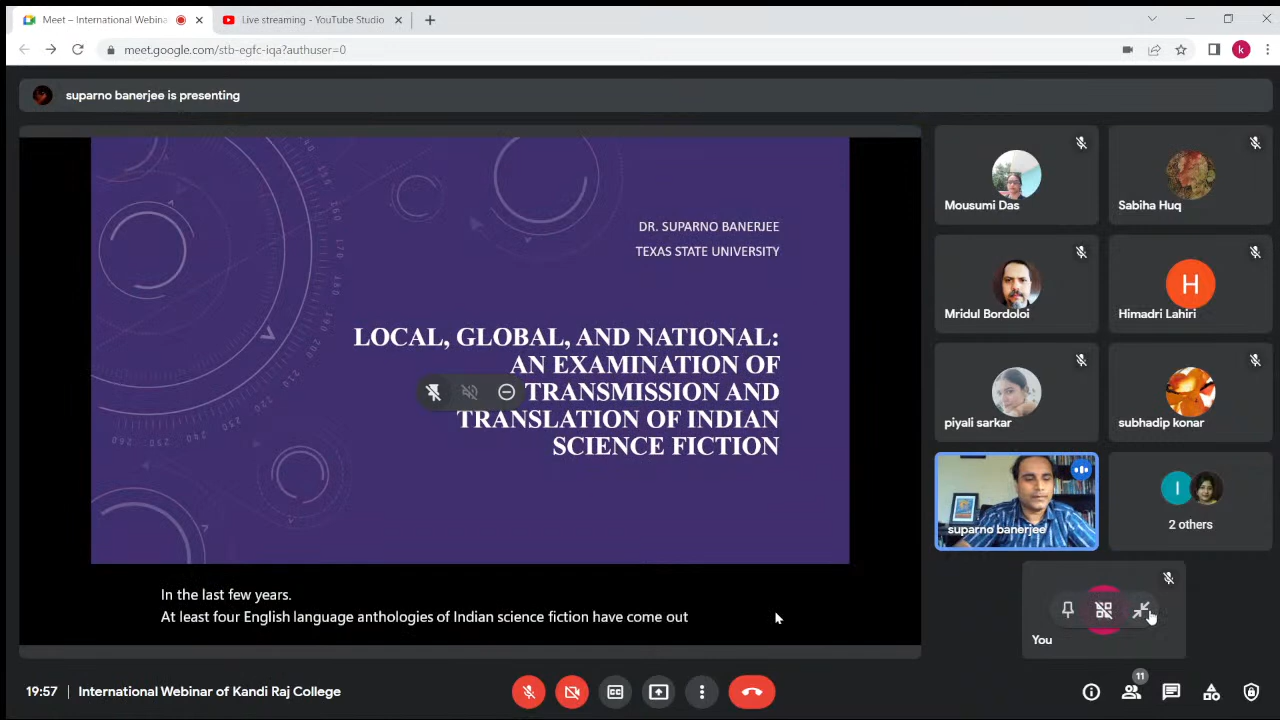 Meet – International Webina
Live streaming - YouTube Studio
meet.google.com/stb-egfc-iqa?authuser=0
k
suparno banerjee is presenting
DR. SUPARNO BANERJEE
TEXAS STATE UNIVERSITY
LOCAL, GLOBAL, AND NATIONAL:
AN EXAMINATION OF
TRANSMISSION AND
TRANSLATION OF INDIAN
SCIENCE FICTION
In the last few years.
At least four English language anthologies of Indian science fiction have come out
Mousumi Das
Sabiha Huq
Mridul Bordoloi
H
Himadri Lahiri
piyali sarkar
subhadip konar
suparno banerjee
I
2 others
You
19:57 | International Webinar of Kandi Raj College
11